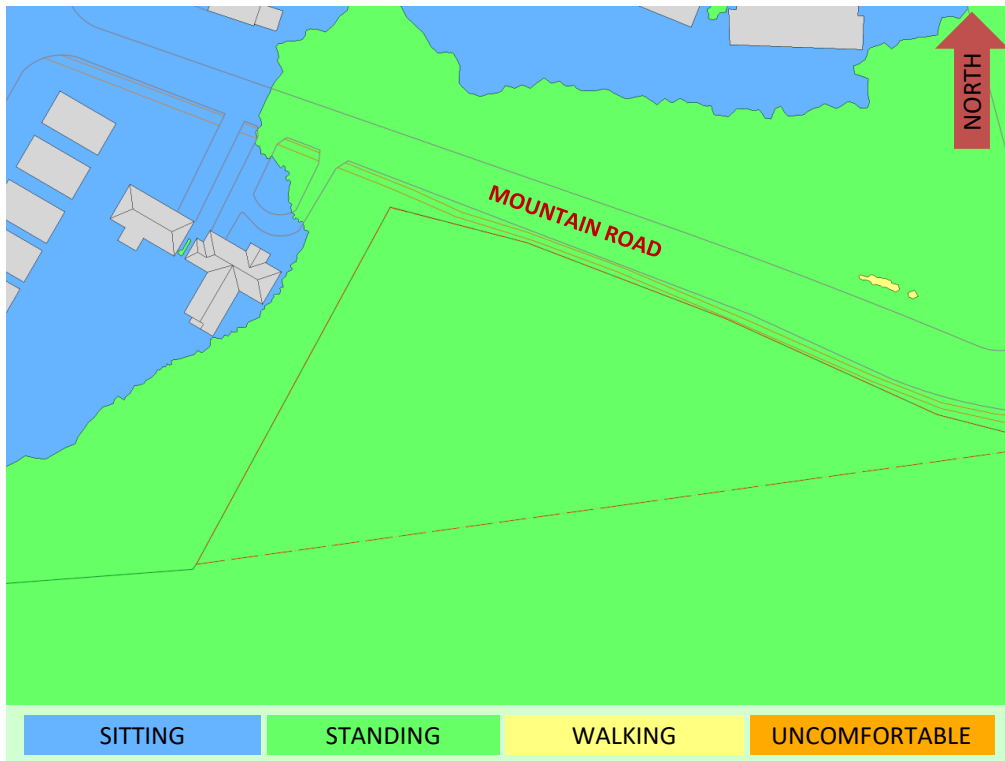 NORTH
MOUNTAIN ROAD
SITTING
STANDING
WALKING
UNCOMFORTABLE